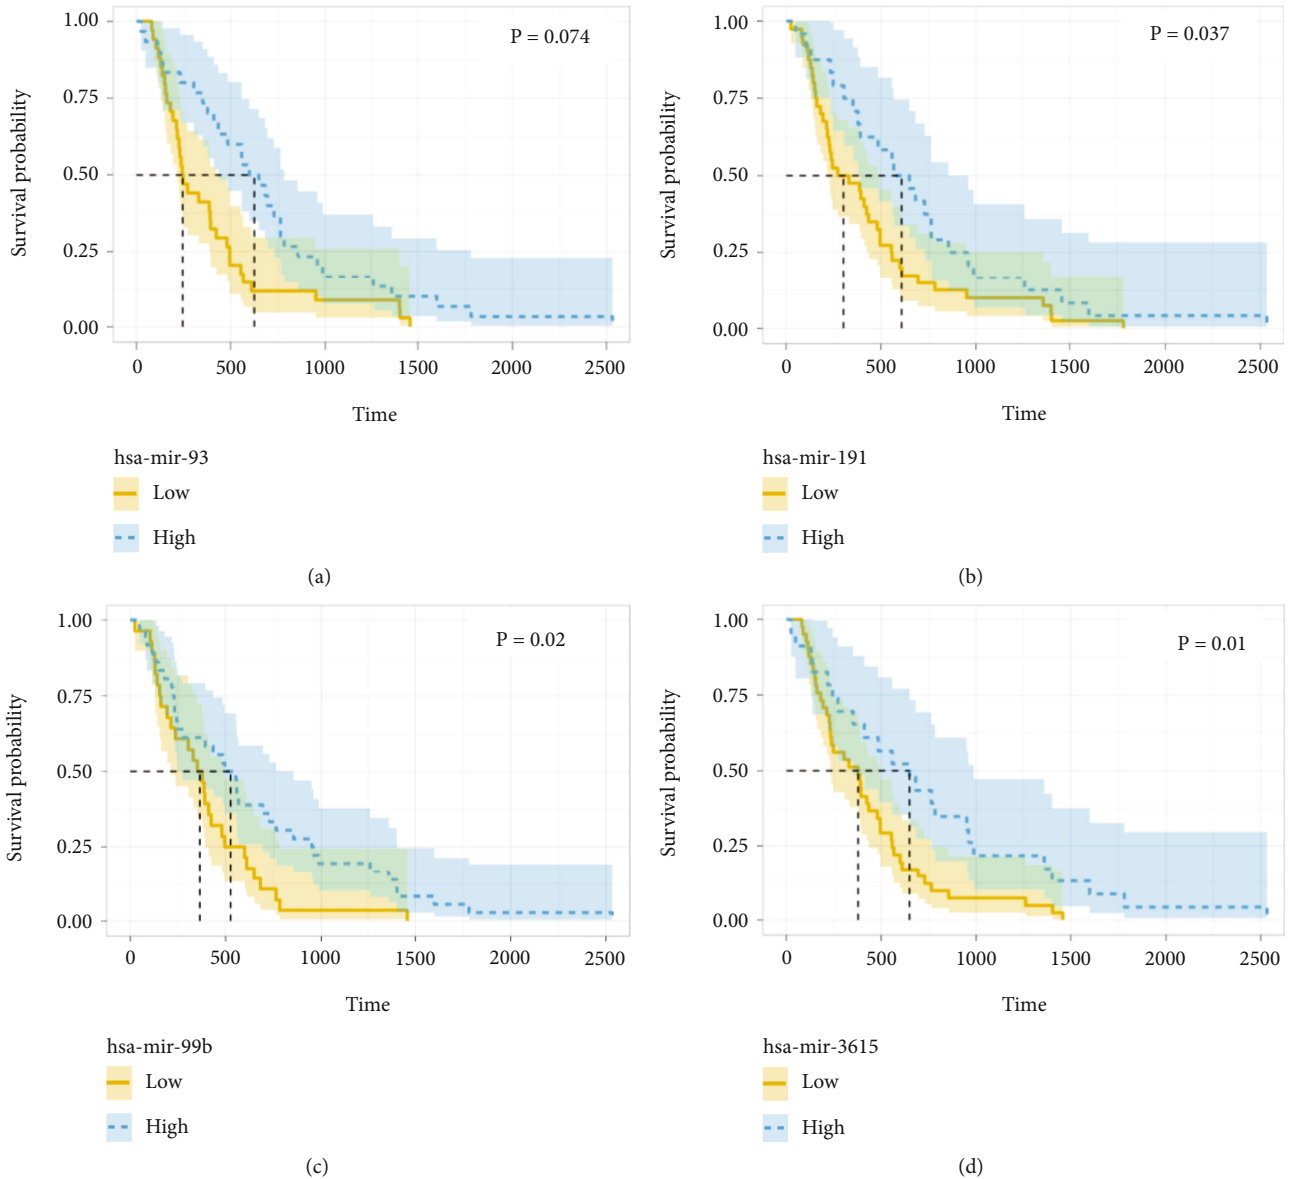 1.00
0.75
0.50
0.25
0.00
Survival probability
P = 0.074
0 500 1000 1500 2000 2500
Time
hsa-mir-93
Low
High
(a)
1.00
0.75
0.50
0.25
0.00
Survival probability
P = 0.037
0 500 1000 1500 2000 2500
Time
hsa-mir-191
Low
High
(b)
1.00
0.75
0.50
0.25
0.00
Survival probability
P = 0.02
0 500 1000 1500 2000 2500
Time
hsa-mir-99b
Low
High
(c)
1.00
0.75
0.50
0.25
0.00
Survival probability
P = 0.01
0 500 1000 1500 2000 2500
Time
hsa-mir-3615
Low
High
(d)